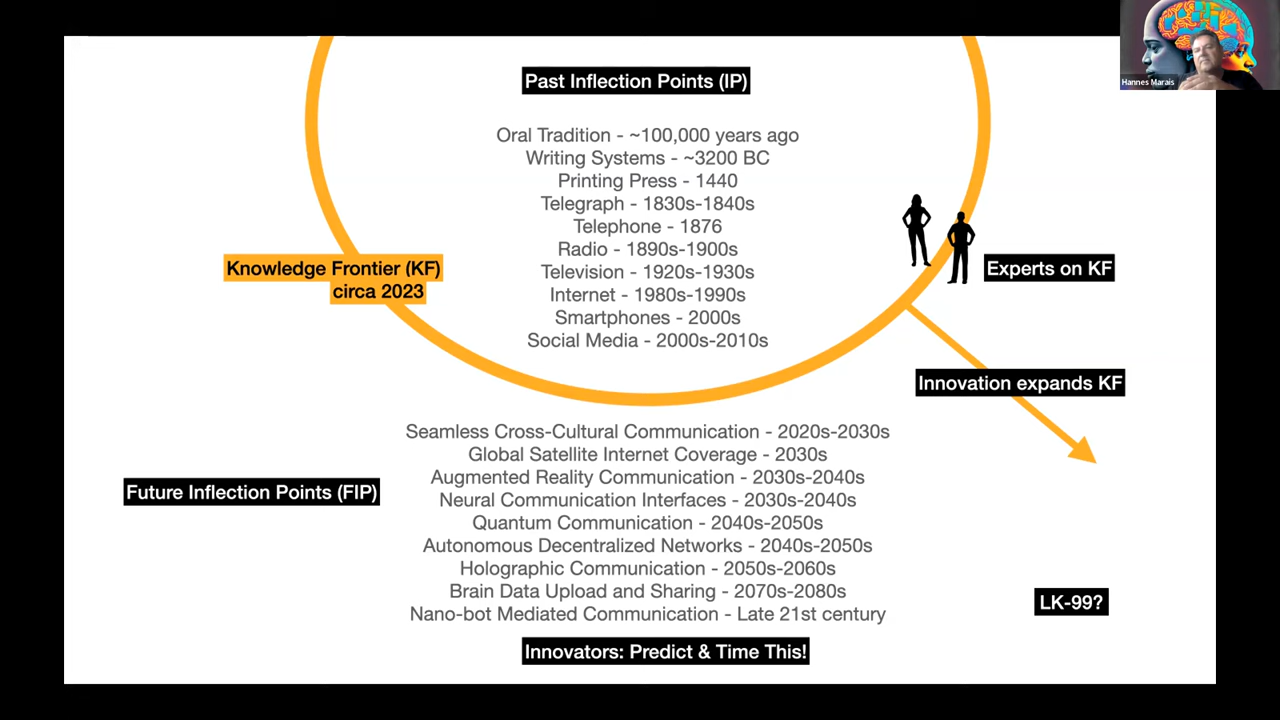 Hannes Marais
Past Inflection Points (IP)
Oral Tradition - ~100,000 years ago
Writing Systems - ~3200 BC
Printing Press - 1440
Telegraph - 1830s-1840s
Telephone - 1876
Radio - 1890s-1900s
Television - 1920s-1930s
Internet - 1980s-1990s
Smartphones - 2000s
Social Media - 2000s-2010s
Knowledge Frontier (KF)
circa 2023
Experts on KF
Innovation expands KF
Seamless Cross-Cultural Communication - 2020s-2030s
Global Satellite Internet Coverage - 2030s
Augmented Reality Communication - 2030s-2040s
Neural Communication Interfaces - 2030s-2040s
Quantum Communication - 2040s-2050s
Autonomous Decentralized Networks - 2040s-2050s
Holographic Communication - 2050s-2060s
Brain Data Upload and Sharing - 2070s-2080s
Nano-bot Mediated Communication - Late 21st century
Future Inflection Points (FIP)
LK-99?
Innovators: Predict & Time This!